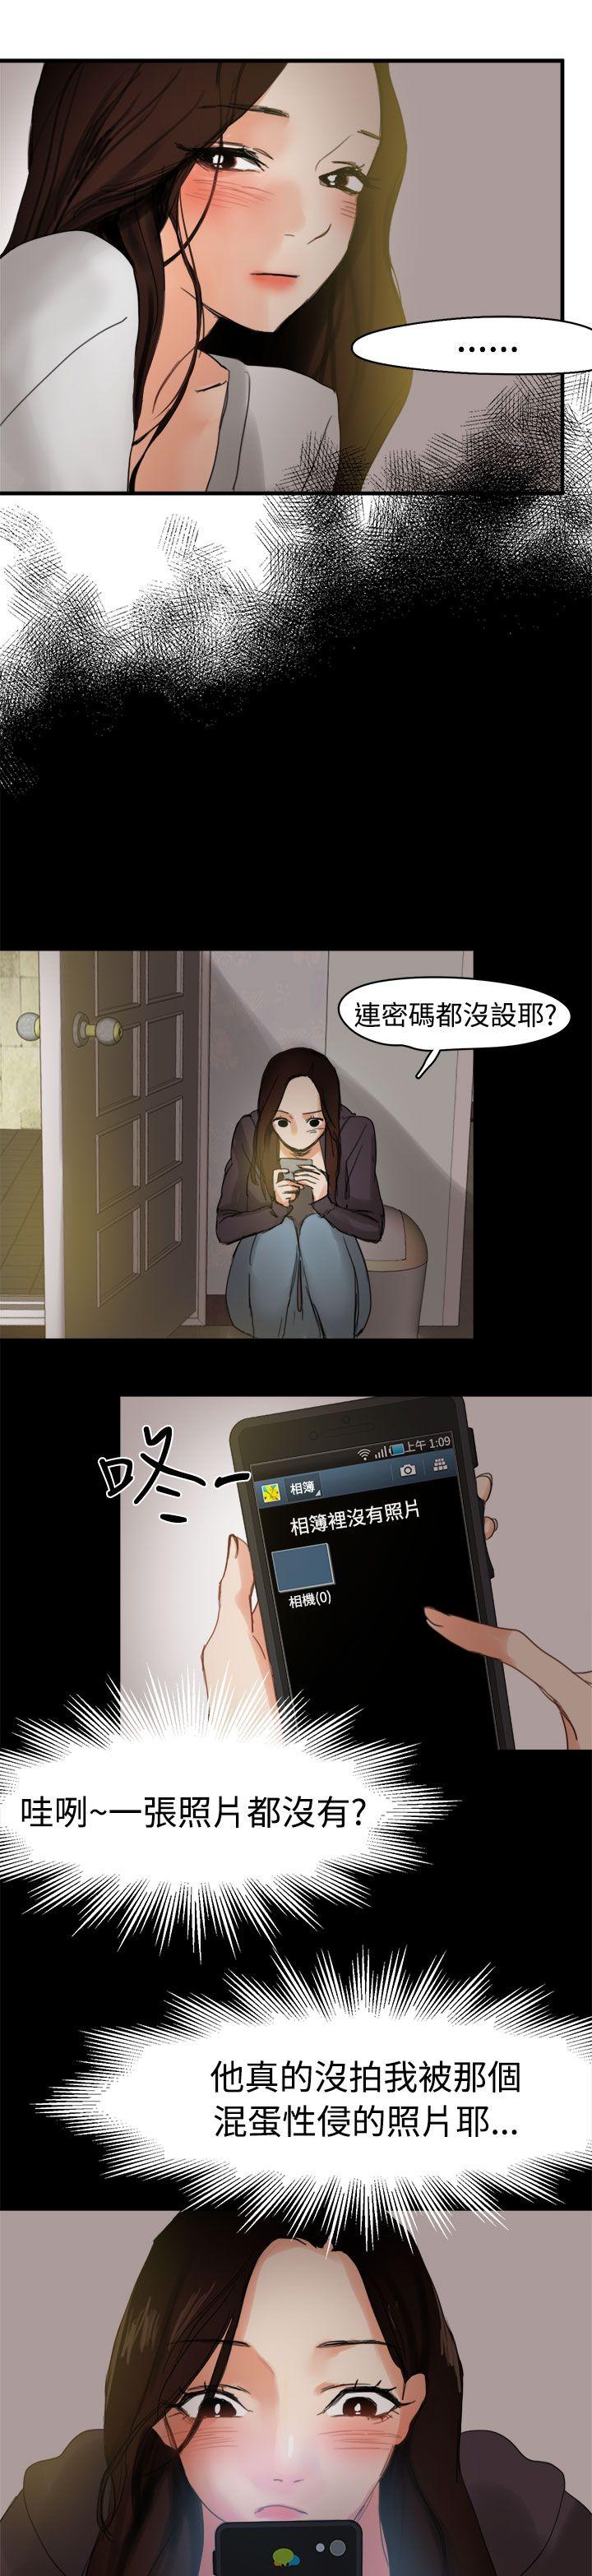 ......
連密碼都沒設耶?
咚一
上午 1:09
相簿
相簿裡沒有照片
相機(0)
哇咧~一張照片都沒有?
他真的沒拍我被那個
混蛋性侵的照片耶...